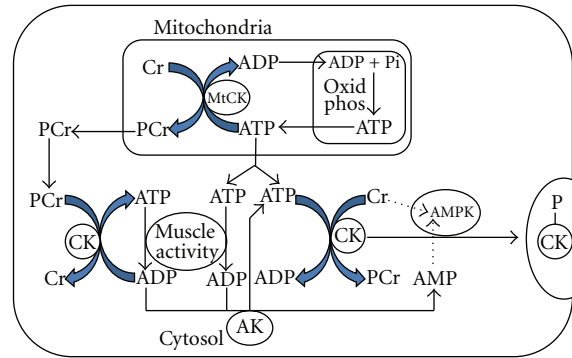 Mitochondria
Cr
ADP
ADP + Pi
MtCK
Oxid
phos
PCr
PCr
ATP
ATP
PCr
ATP
ATP
ATP
Cr
AMPK
P
CK
Muscle
activity
CK
CK
Cr
ADP
ADP
ADP
PCr
AMP
Cytosol
AK